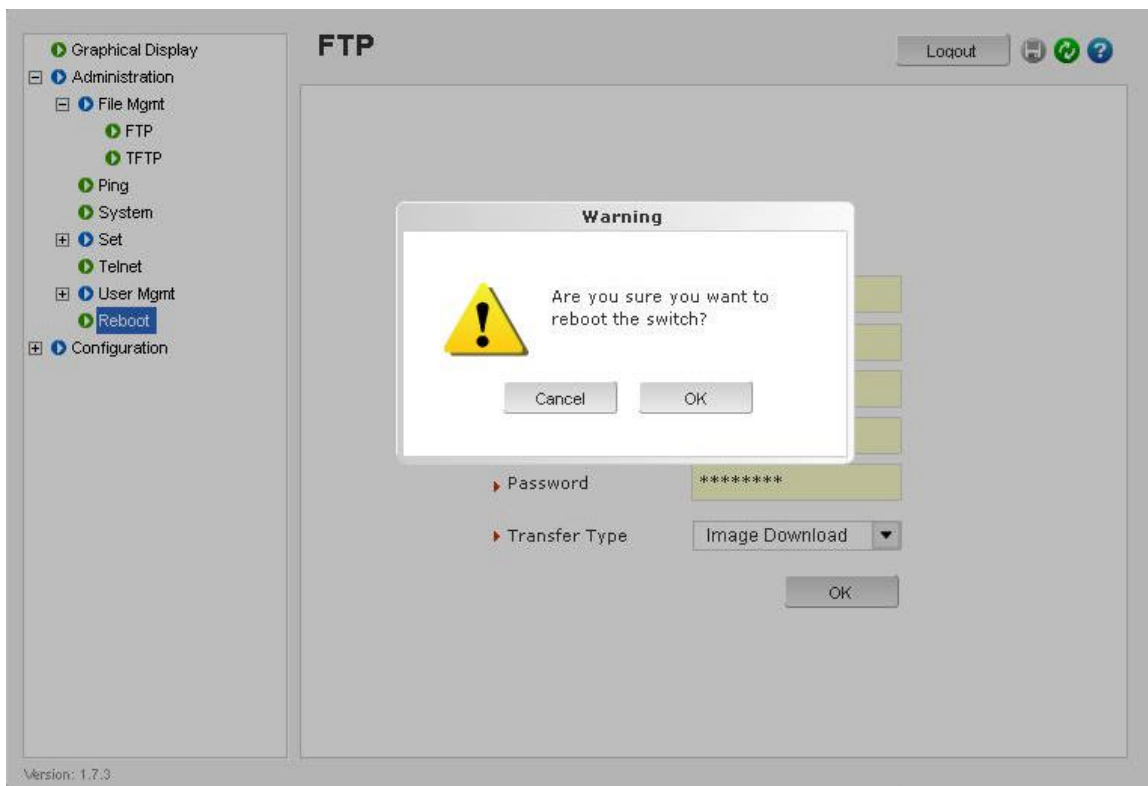 FTP
Logout
Graphical Display
Administration
File Mgmt
FTP
TFTP
Ping
System
Set
Telnet
User Mgmt
Reboot
Configuration
Warning
Are you sure you want to
reboot the switch?
Cancel
OK
Password
********
Transfer Type
Image Download
OK
Version: 1.7.3